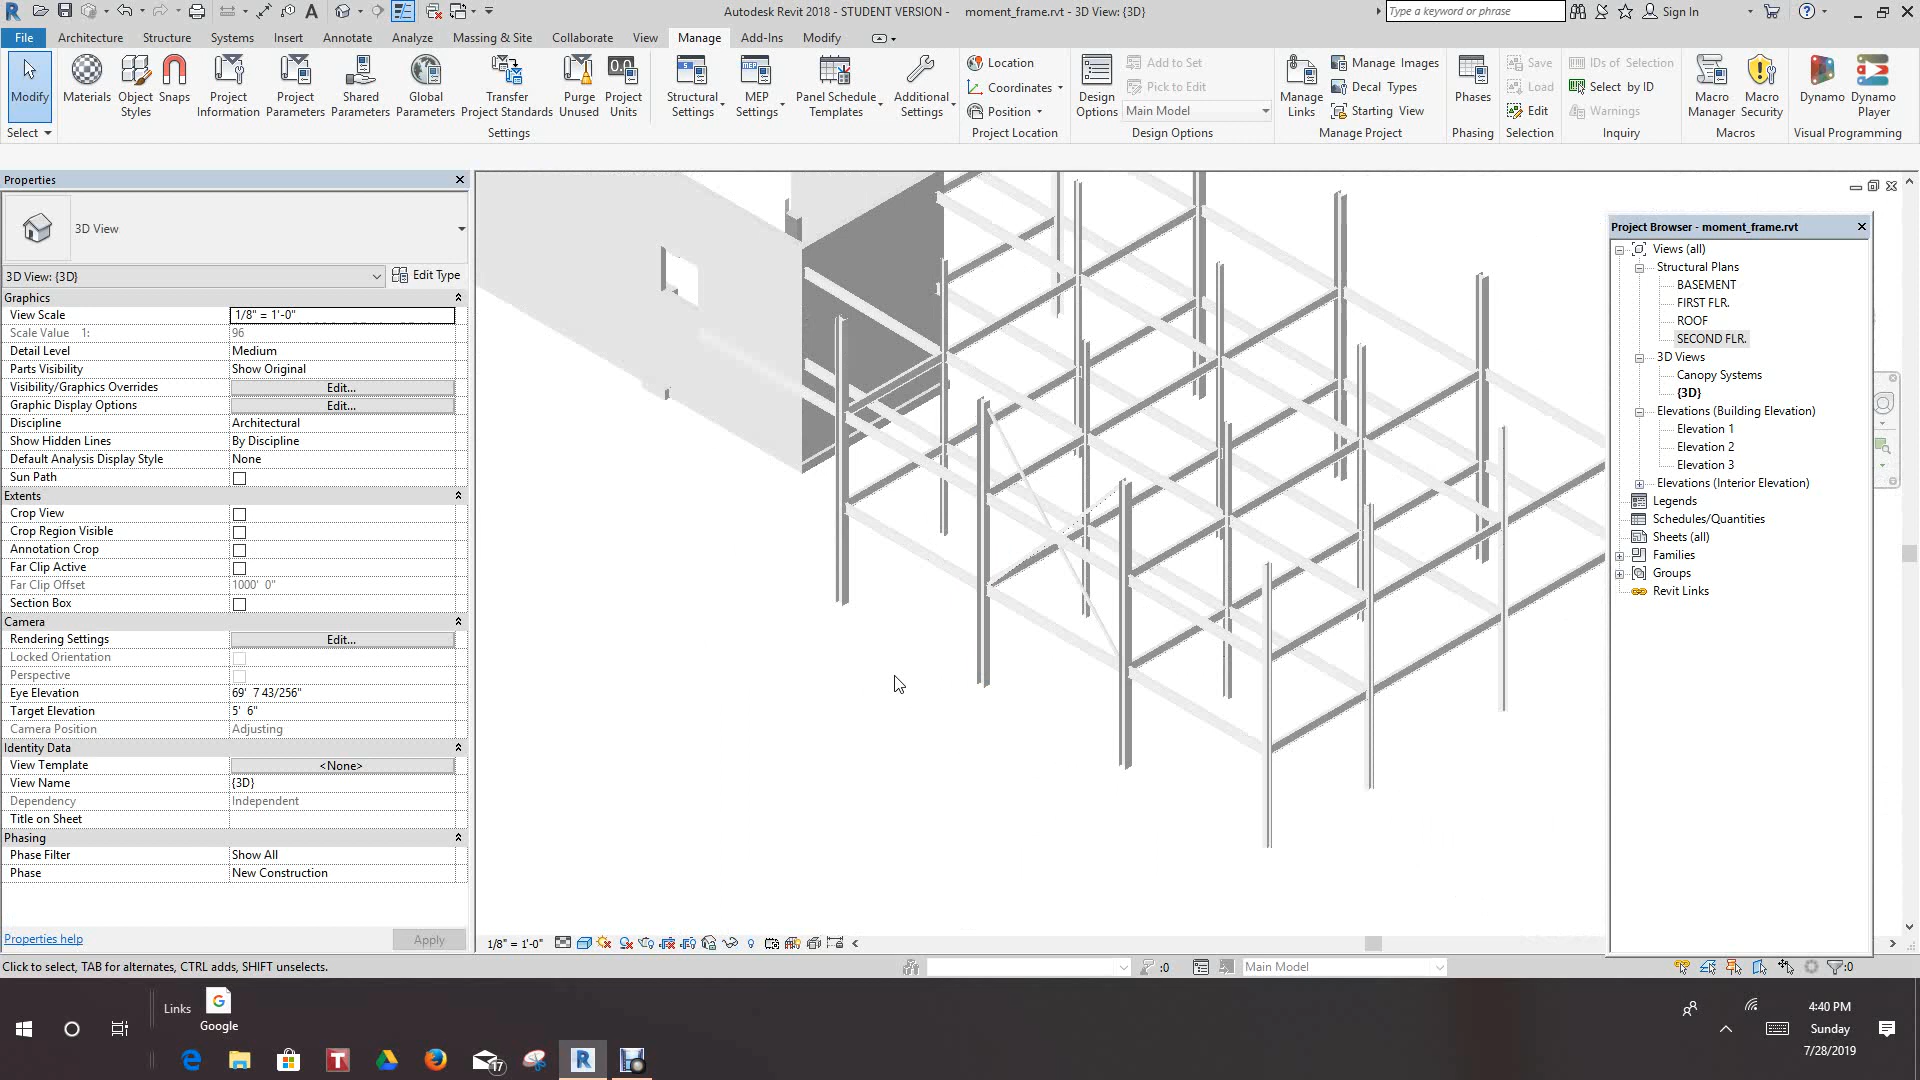 Autodesk Revit 2018 - STUDENT VERSION - moment_frame.rvt - 3D View: {3D}
Type a keyword or phrase
Sign In
File Architecture Structure Systems Insert Annotate Analyze Massing & Site Collaborate View Manage Add-Ins Modify
Modify
Select
Materials
Object Styles
Snaps
Project Information
Project Parameters
Shared Parameters
Global Parameters
Transfer Project Standards
Purge Unused
Project Units
Structural Settings
MEP Settings
Panel Schedule Templates
Additional Settings
Settings
Location
Coordinates
Position
Project Location
Design Options
Add to Set
Pick to Edit
Main Model
Design Options
Manage Links
Manage Images
Decal Types
Starting View
Manage Project
Phases
Phasing
Save
Load
Edit
Selection
IDs of Selection
Select by ID
Warnings
Inquiry
Macro Manager
Macro Security
Macros
Dynamo
Dynamo Player
Visual Programming
Properties
3D View
3D View: {3D} Edit Type
Graphics
View Scale 1/8" = 1'-0"
Scale Value 1: 96
Detail Level Medium
Parts Visibility Show Original
Visibility/Graphics Overrides Edit...
Graphic Display Options Edit...
Discipline Architectural
Show Hidden Lines By Discipline
Default Analysis Display Style None
Sun Path
Extents
Crop View
Crop Region Visible
Annotation Crop
Far Clip Active
Far Clip Offset 1000' 0"
Section Box
Camera
Rendering Settings Edit...
Locked Orientation
Perspective
Eye Elevation 69' 7 43/256"
Target Elevation 5' 6"
Camera Position Adjusting
Identity Data
View Template <None>
View Name {3D}
Dependency Independent
Title on Sheet
Phasing
Phase Filter Show All
Phase New Construction
Properties help Apply
Project Browser - moment_frame.rvt
Views (all)
Structural Plans
BASEMENT
FIRST FLR.
ROOF
SECOND FLR.
3D Views
Canopy Systems
{3D}
Elevations (Building Elevation)
Elevation 1
Elevation 2
Elevation 3
Elevations (Interior Elevation)
Legends
Schedules/Quantities
Sheets (all)
Families
Groups
Revit Links
1/8" = 1'-0"
Click to select, TAB for alternates, CTRL adds, SHIFT unselects.
:0
Main Model
:0
Links
Google
17
4:40 PM
Sunday
7/28/2019